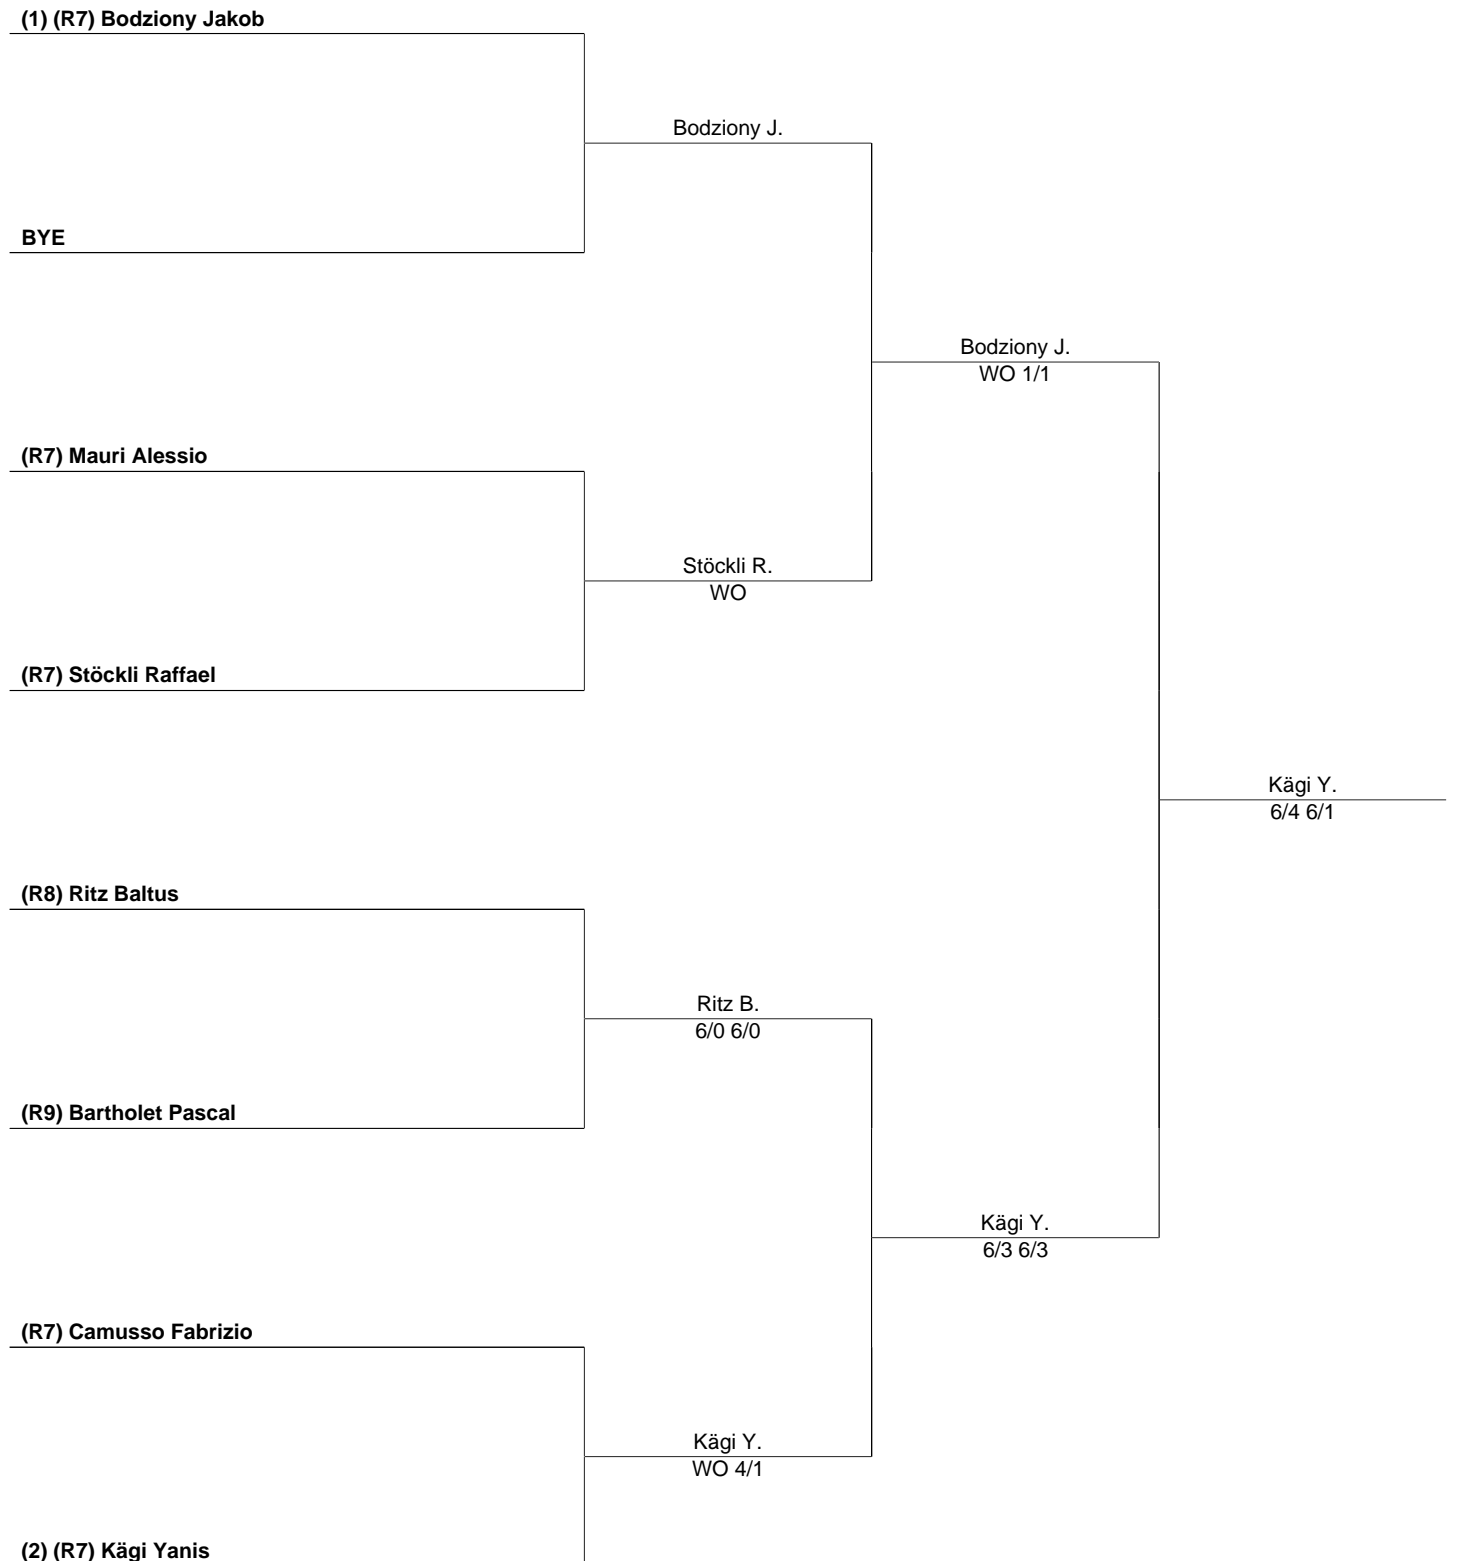 (1) (R7) Bodziony Jakob
Bodziony J.
BYE
Bodziony J.
WO 1/1
(R7) Mauri Alessio
Stöckli R.
WO
(R7) Stöckli Raffael
Kägi Y.
6/4 6/1
(R8) Ritz Baltus
Ritz B.
6/0 6/0
(R9) Bartholet Pascal
Kägi Y.
6/3 6/3
(R7) Camusso Fabrizio
Kägi Y.
WO 4/1
(2) (R7) Kägi Yanis